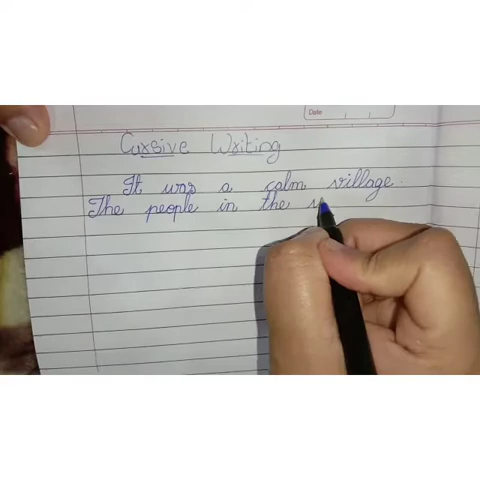 Date
Cursive Writing
It was a calm village.
The people in the